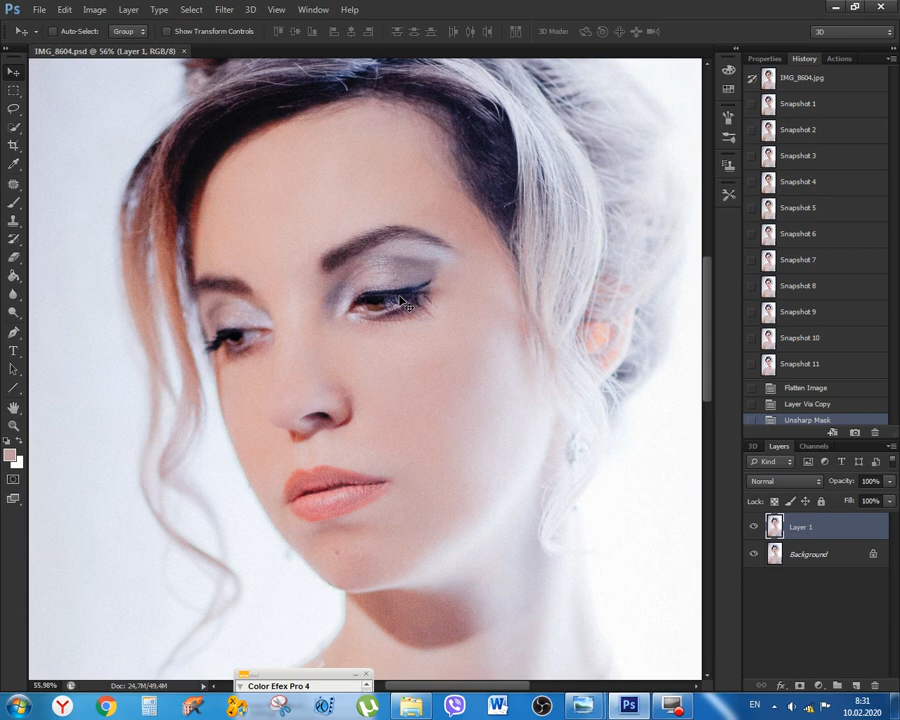 Ps File Edit Image Layer Type Select Filter 3D View Window Help
Auto-Select: Group Show Transform Controls 3D Mode: 3D
IMG_8604.psd @ 56% (Layer 1, RGB/8) ×
Properties History Actions
IMG_8604.jpg
Snapshot 1
Snapshot 2
Snapshot 3
Snapshot 4
Snapshot 5
Snapshot 6
Snapshot 7
Snapshot 8
Snapshot 9
Snapshot 10
Snapshot 11
Flatten Image
Layer Via Copy
Unsharp Mask
3D Layers Channels
Kind
Normal Opacity: 100%
Lock: Fill: 100%
Layer 1
Background
55,98% Doc: 24,7M/49,4M
Color Efex Pro 4
EN 8:31
10.02.2020